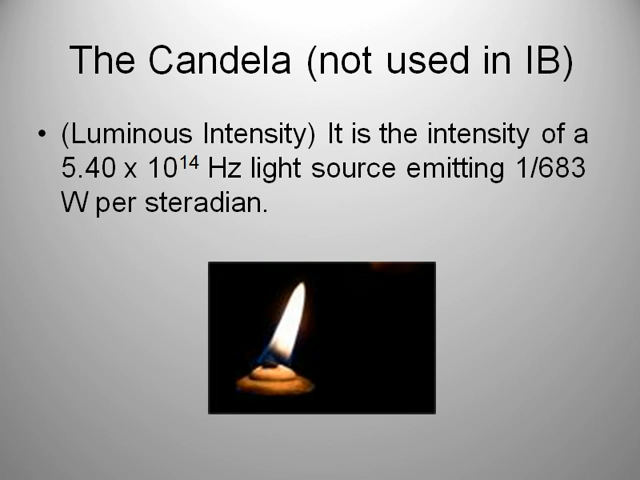 The Candela (not used in IB)
• (Luminous Intensity) It is the intensity of a
5.40 x 10¹⁴ Hz light source emitting 1/683
W per steradian.